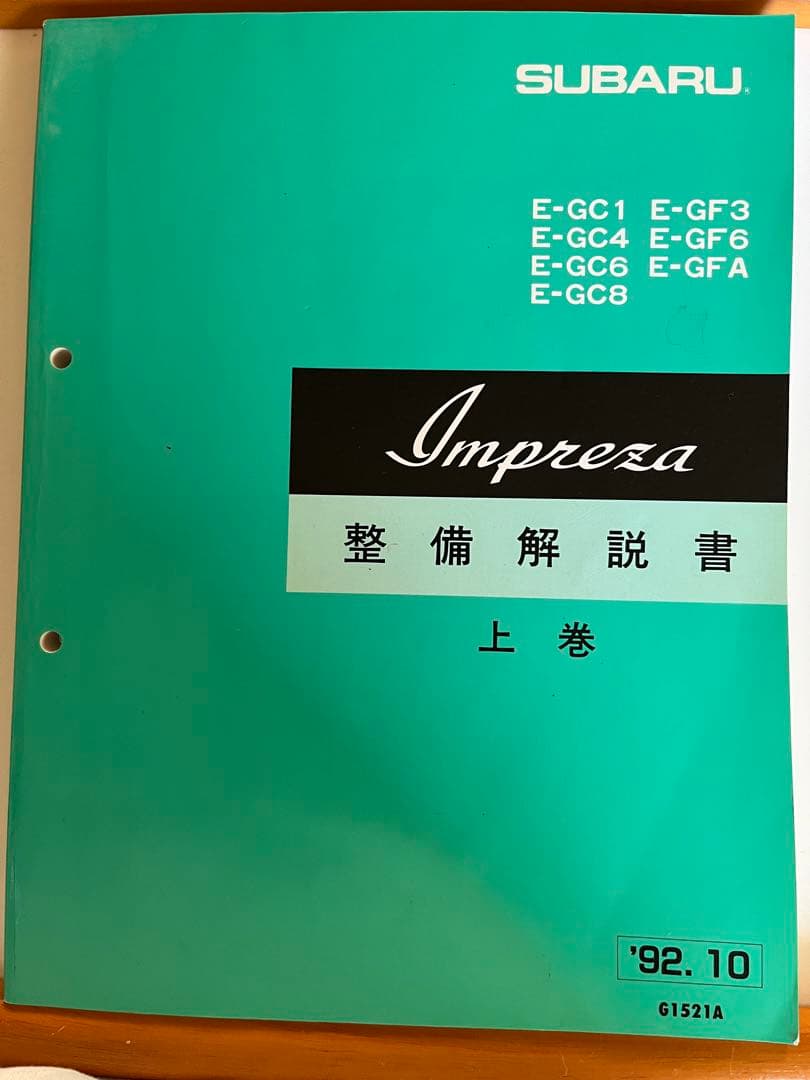 SUBARU®
E-GC1 E-GF3
E-GC4 E-GF6
E-GC6 E-GFA
E-GC8
Impreza
整備解説書
上巻
'92.10
G1521A